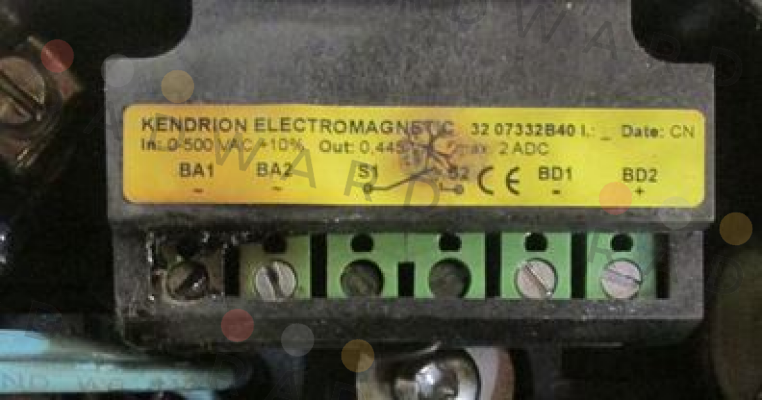 KENDRION ELECTROMAGNETIC 32 07332B40 I.: _ Date: CN
In: 0-500 VAC +10%, Out: 0,445 max. 2 ADC
BA1 BA2 S1 S2 CE BD1 BD2
~ ~ - +